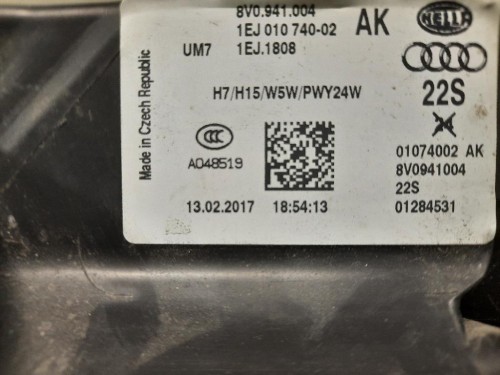 8V0.941.004
1EJ 010 740-02 AK
UM7 1EJ.1808
HELLA
Made in Czech Republic
H7/H15/W5W/PWY24W
22S
CCC
A048519
01074002 AK
8V0941004
22S
01284531
13.02.2017 18:54:13